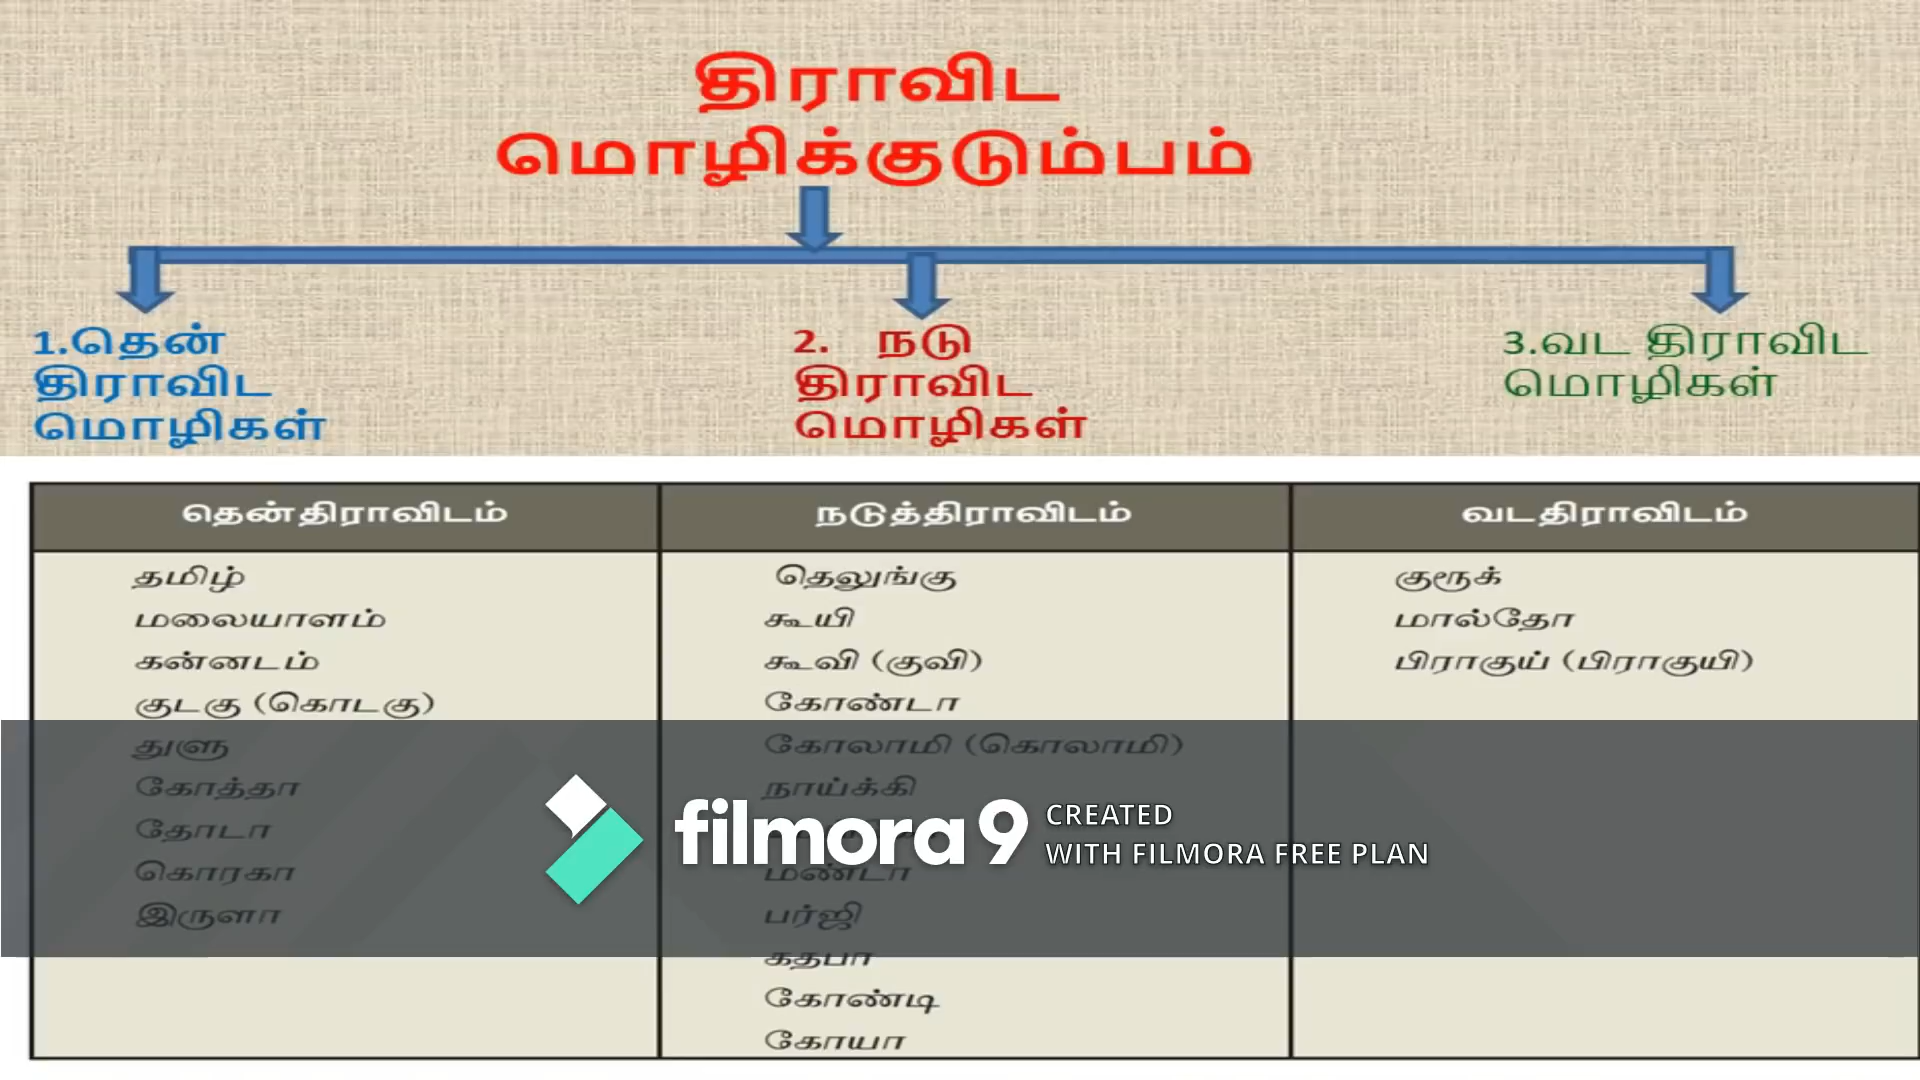 திராவிட
மொழிக்குடும்பம்
1.தென்
திராவிட
மொழிகள்
2. நடு
திராவிட
மொழிகள்
3.வட திராவிட
மொழிகள்
தென்திராவிடம்
தமிழ்
மலையாளம்
கன்னடம்
குடகு (கொடகு)
துளு
கோத்தா
தோடா
கொரகா
இருளா
நடுத்திராவிடம்
தெலுங்கு
கூயி
கூவி (குவி)
கோண்டா
கோலாமி (கொலாமி)
நாய்க்கி
மண்டா
பர்ஜி
கதபா
கோண்டி
கோயா
வடதிராவிடம்
குரூக்
மால்தோ
பிராகுய் (பிராகுயி)
filmora 9
CREATED
WITH FILMORA FREE PLAN